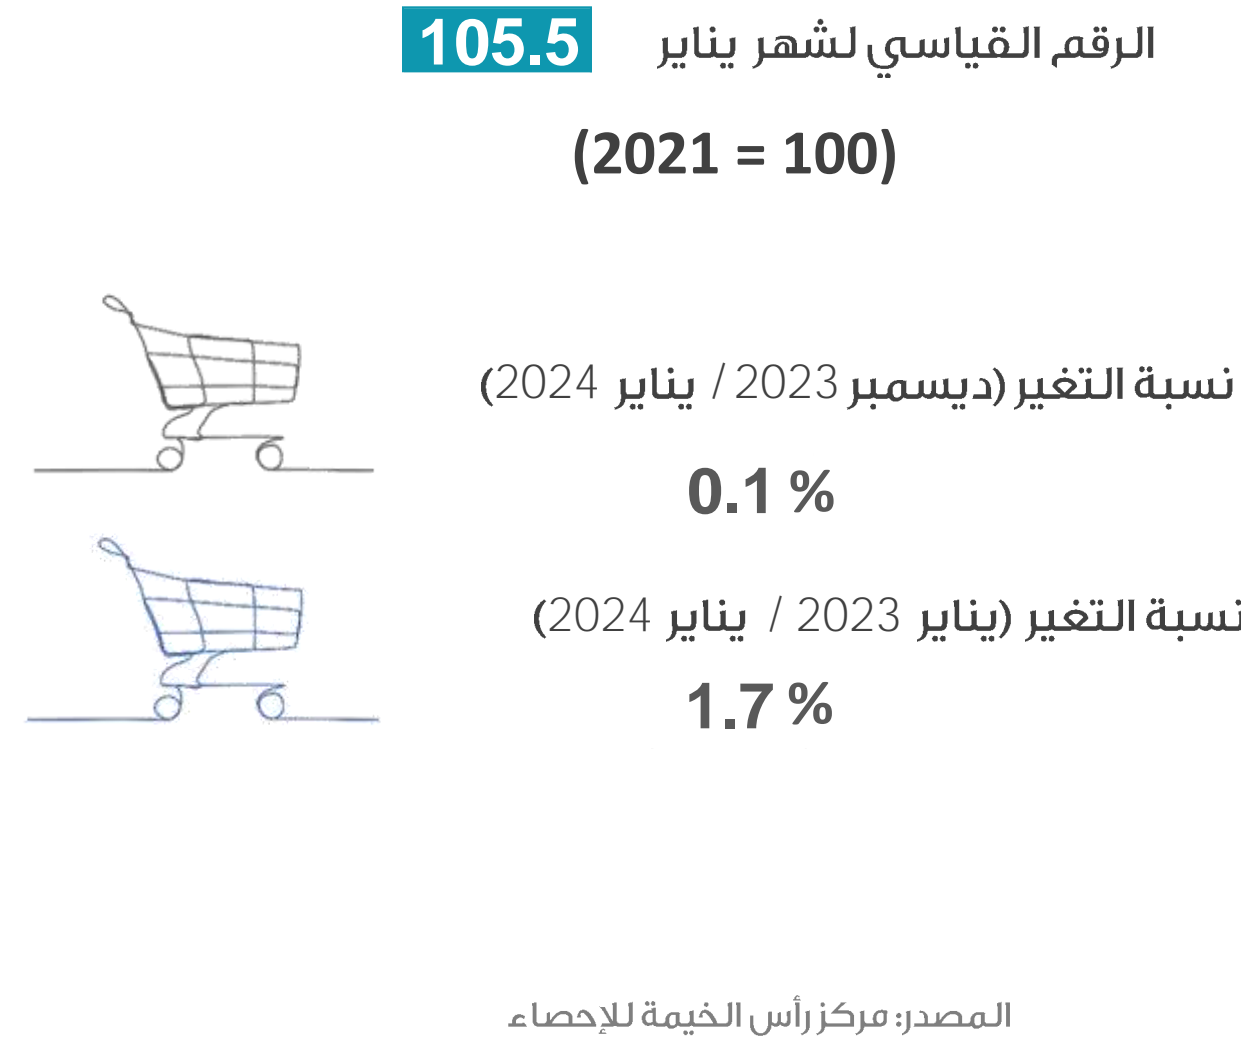 الرقم القياسي لشهر يناير 105.5
(2021 = 100)
نسبة التغير (ديسمبر 2023 / يناير 2024)
0.1 %
نسبة التغير (يناير 2023 / يناير 2024)
1.7 %
المصدر: مركز رأس الخيمة للإحصاء